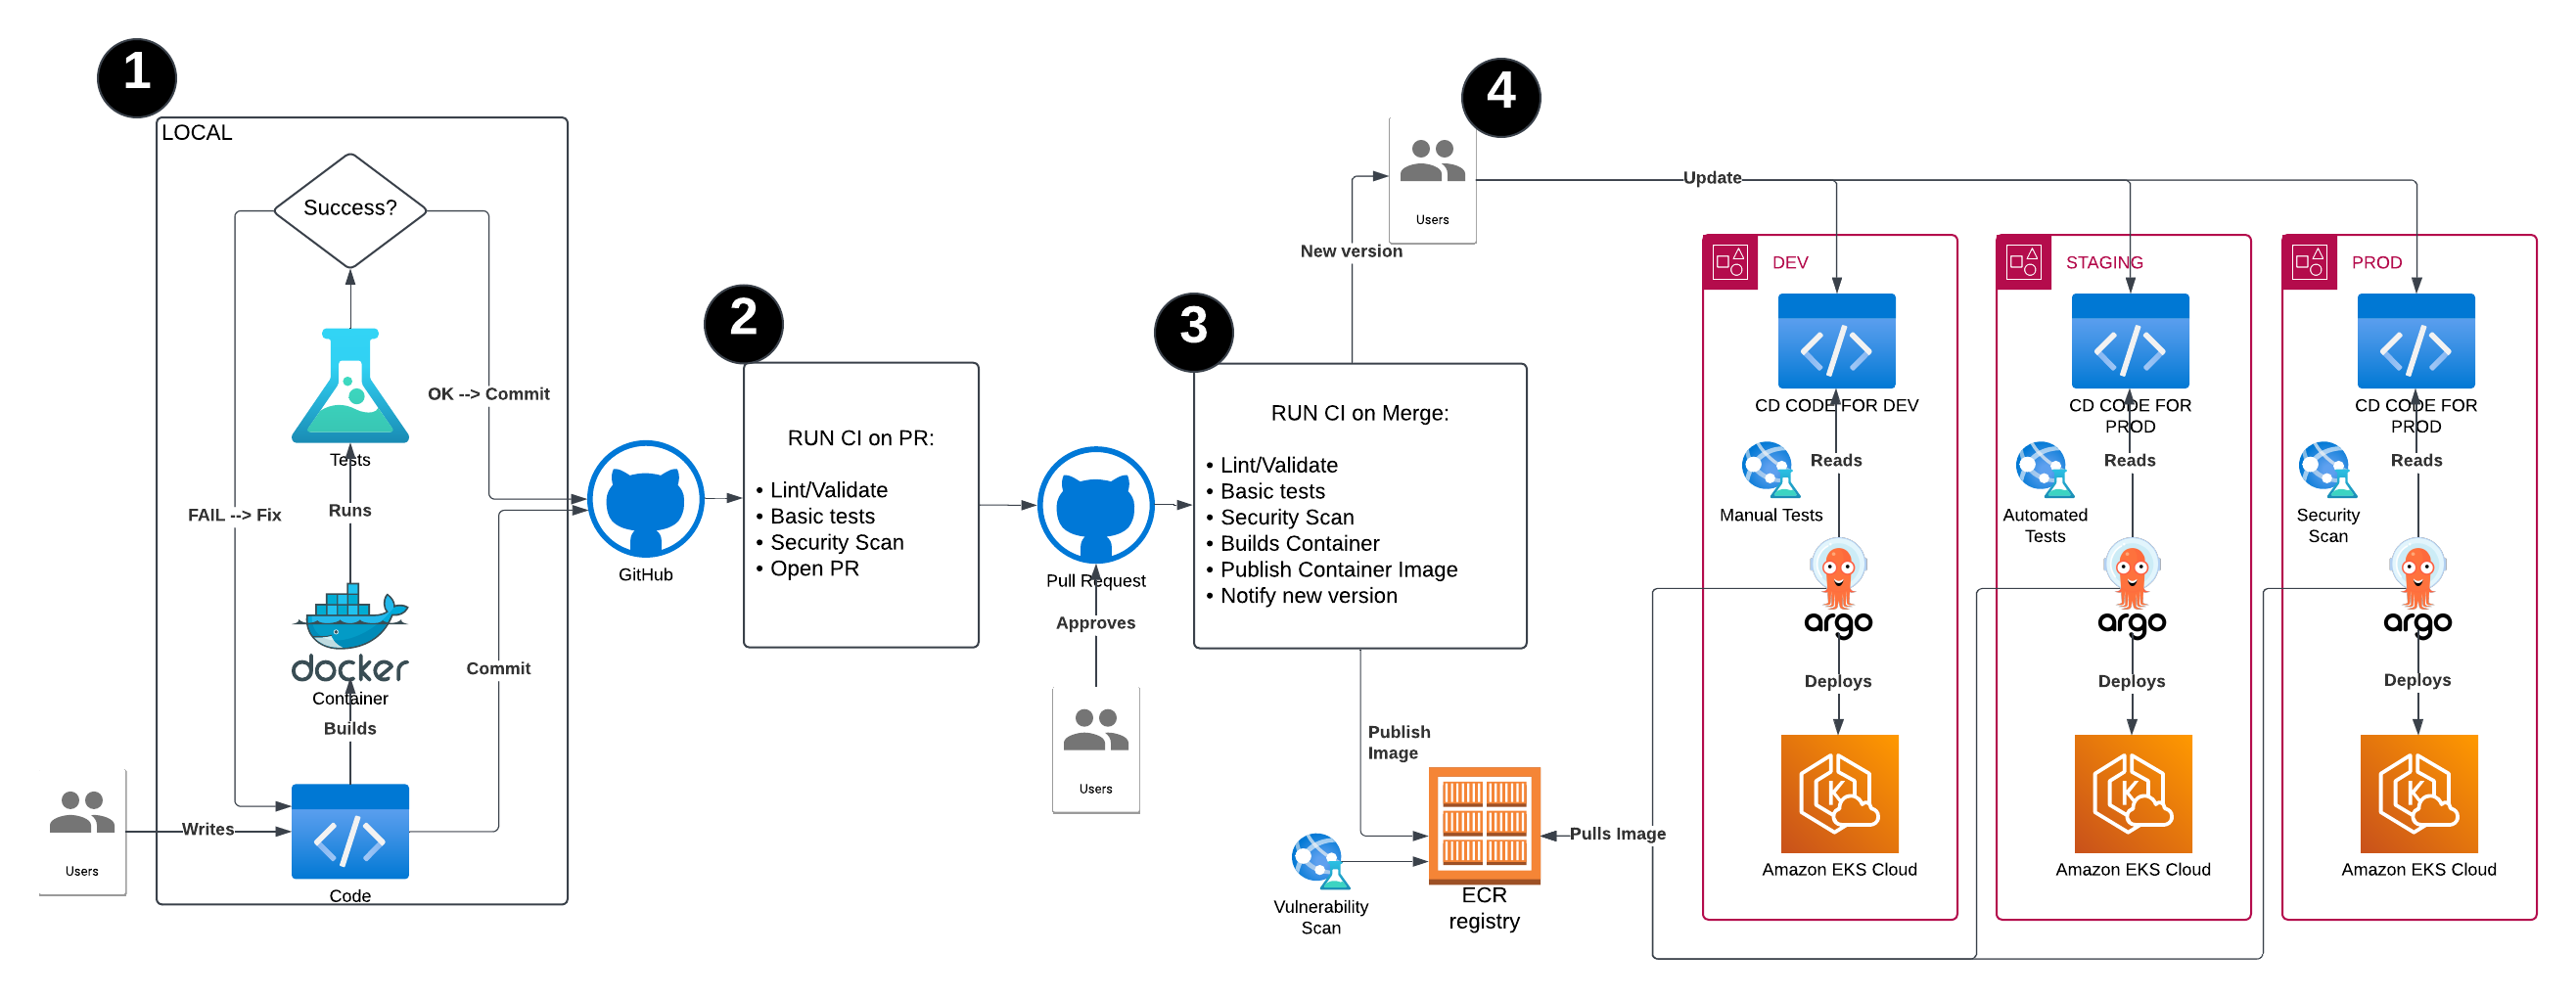 1
LOCAL
Success?
OK --> Commit
FAIL --> Fix
Tests
Runs
docker
Container
Builds
Commit
Users
Writes
Code
GitHub
2
RUN CI on PR:
• Lint/Validate
• Basic tests
• Security Scan
• Open PR
Pull Request
Approves
Users
3
RUN CI on Merge:
• Lint/Validate
• Basic tests
• Security Scan
• Builds Container
• Publish Container Image
• Notify new version
New version
4
Users
Update
Publish
Image
Vulnerability
Scan
ECR
registry
Pulls Image
DEV
CD CODE FOR DEV
Reads
Manual Tests
argo
Deploys
K
Amazon EKS Cloud
STAGING
CD CODE FOR
PROD
Reads
Automated
Tests
argo
Deploys
K
Amazon EKS Cloud
PROD
CD CODE FOR
PROD
Reads
Security
Scan
argo
Deploys
K
Amazon EKS Cloud